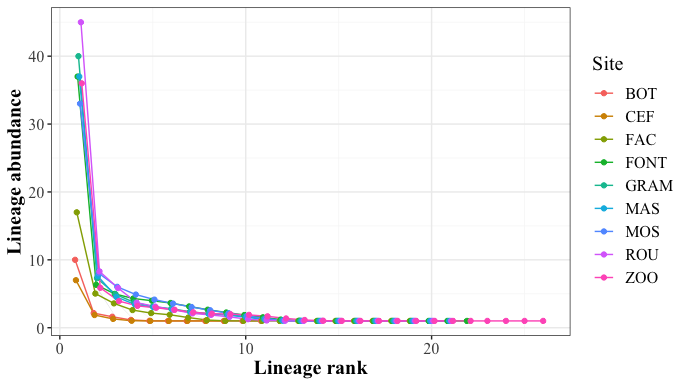 Lineage abundance
40
30
20
10
0
0
10
20
Lineage rank
Site
BOT
CEF
FAC
FONT
GRAM
MAS
MOS
ROU
ZOO